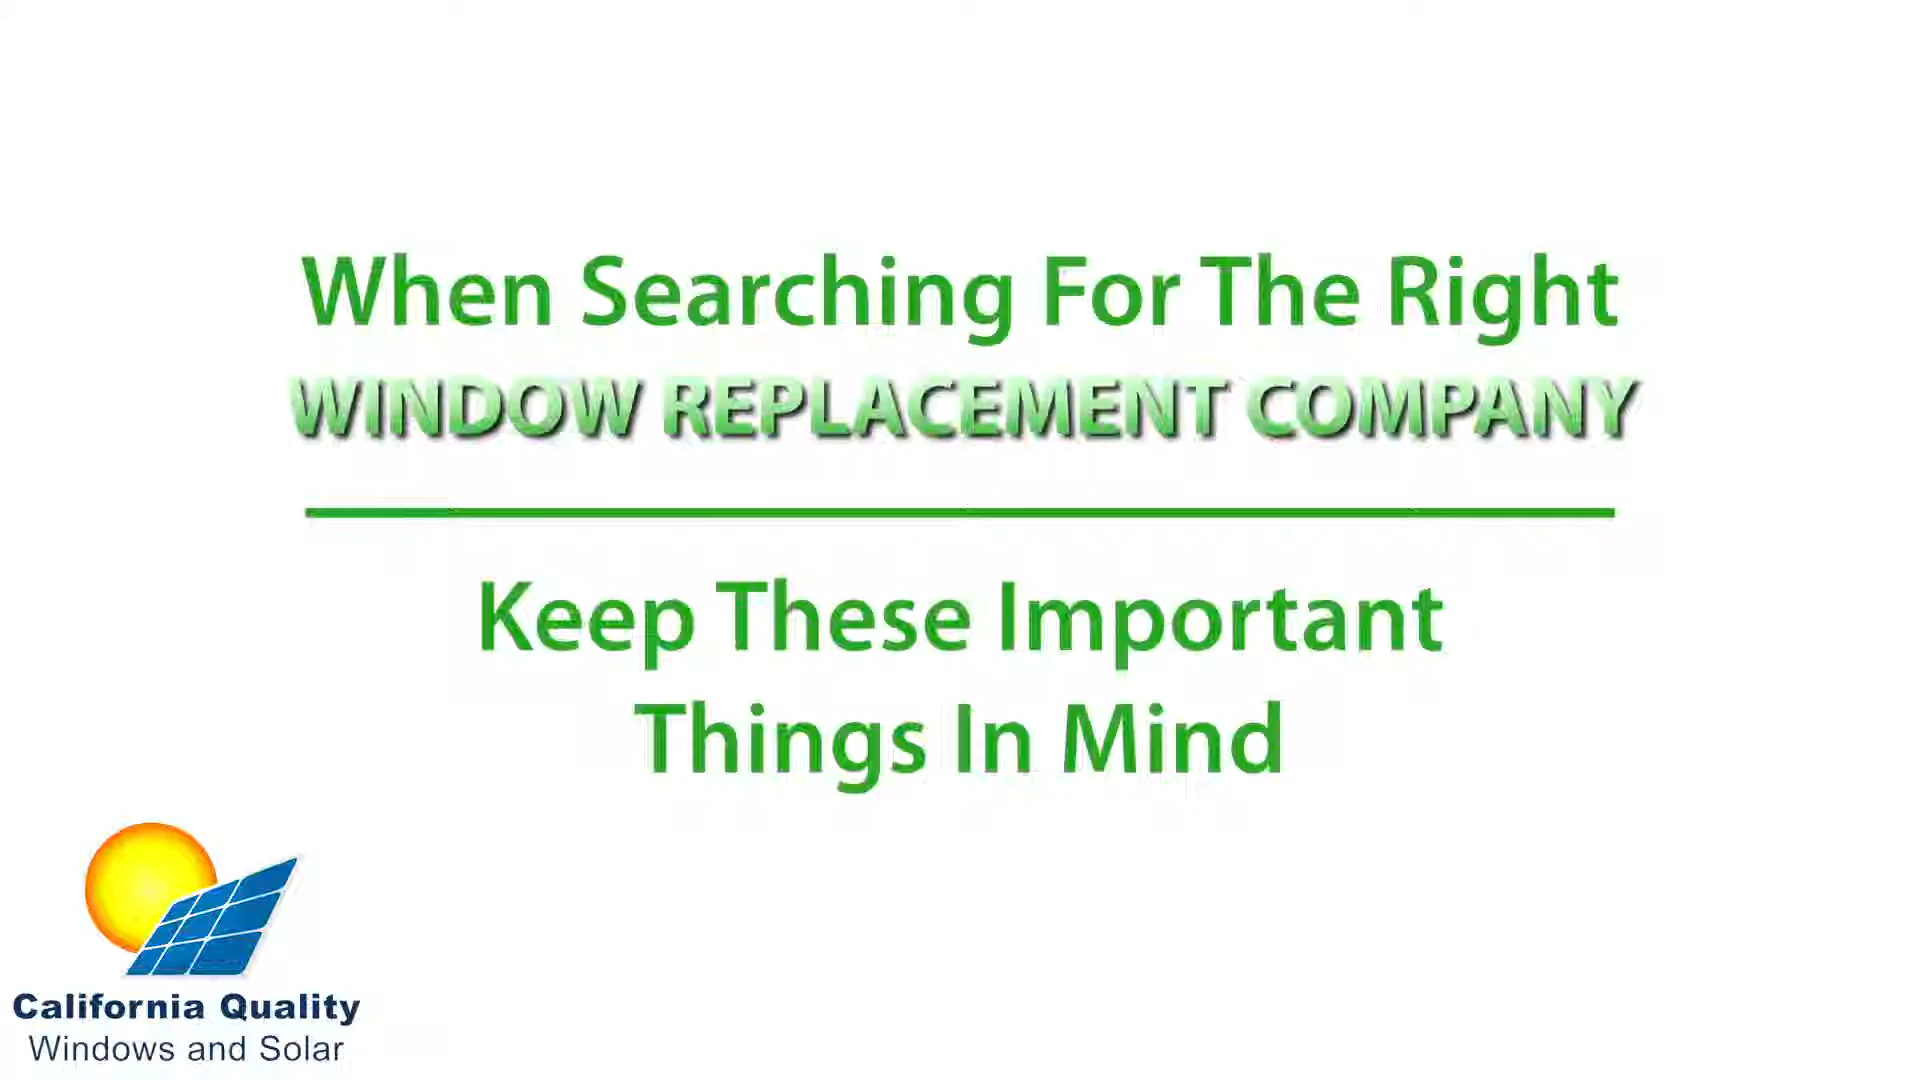 When Searching For The Right
WINDOW REPLACEMENT COMPANY
Keep These Important
Things In Mind
California Quality
Windows and Solar